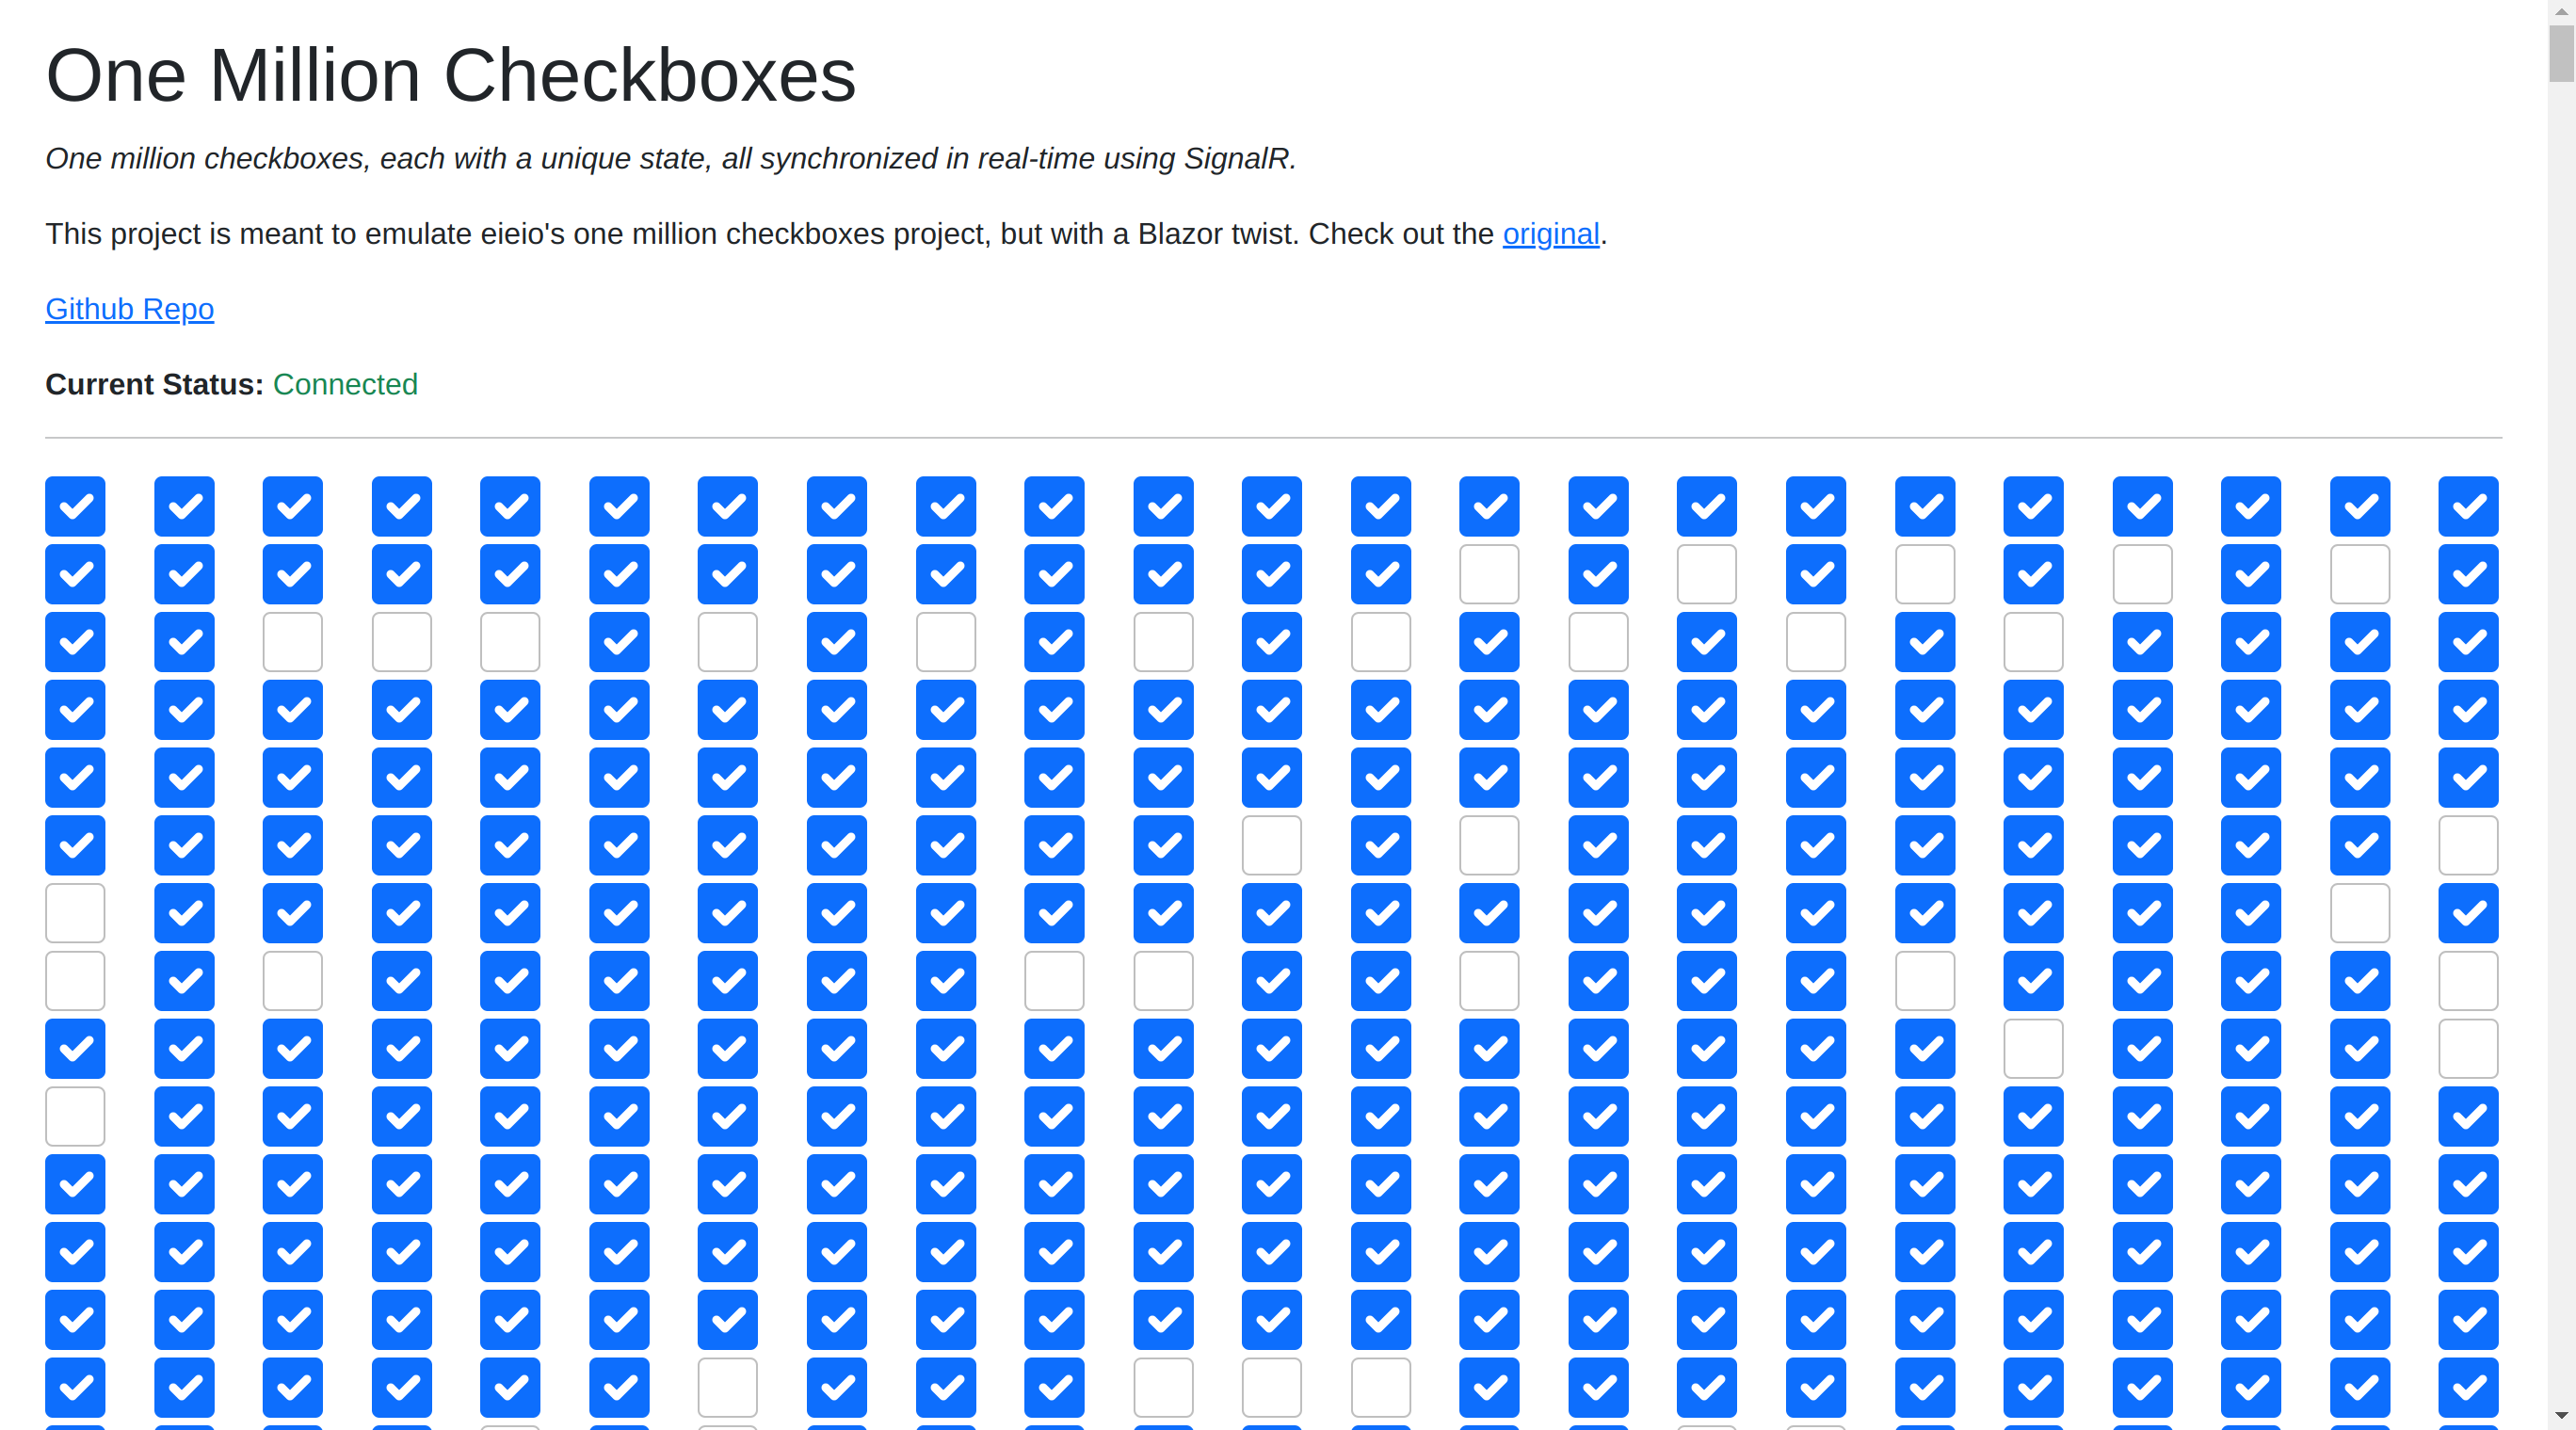 One Million Checkboxes
One million checkboxes, each with a unique state, all synchronized in real-time using SignalR.
This project is meant to emulate eieio's one million checkboxes project, but with a Blazor twist. Check out the original.
Github Repo
Current Status: Connected